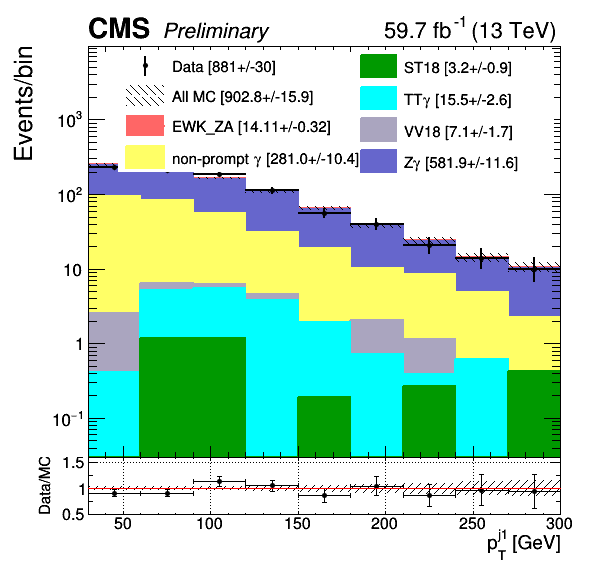 CMS Preliminary 59.7 fb⁻¹ (13 TeV)
Events/bin
Data [881+/-30]
All MC [902.8+/-15.9]
EWK_ZA [14.11+/-0.32]
non-prompt γ [281.0+/-10.4]
ST18 [3.2+/-0.9]
TTγ [15.5+/-2.6]
VV18 [7.1+/-1.7]
Zγ [581.9+/-11.6]
10³
10²
10
1
10⁻¹
Data/MC
1.5
1
0.5
50 100 150 200 250 300
p_T^j1 [GeV]